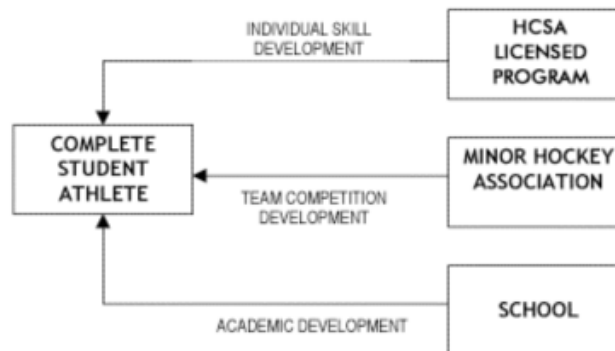 INDIVIDUAL SKILL
DEVELOPMENT
HCSA
LICENSED
PROGRAM
COMPLETE
STUDENT
ATHLETE
MINOR HOCKEY
ASSOCIATION
TEAM COMPETITION
DEVELOPMENT
SCHOOL
ACADEMIC DEVELOPMENT